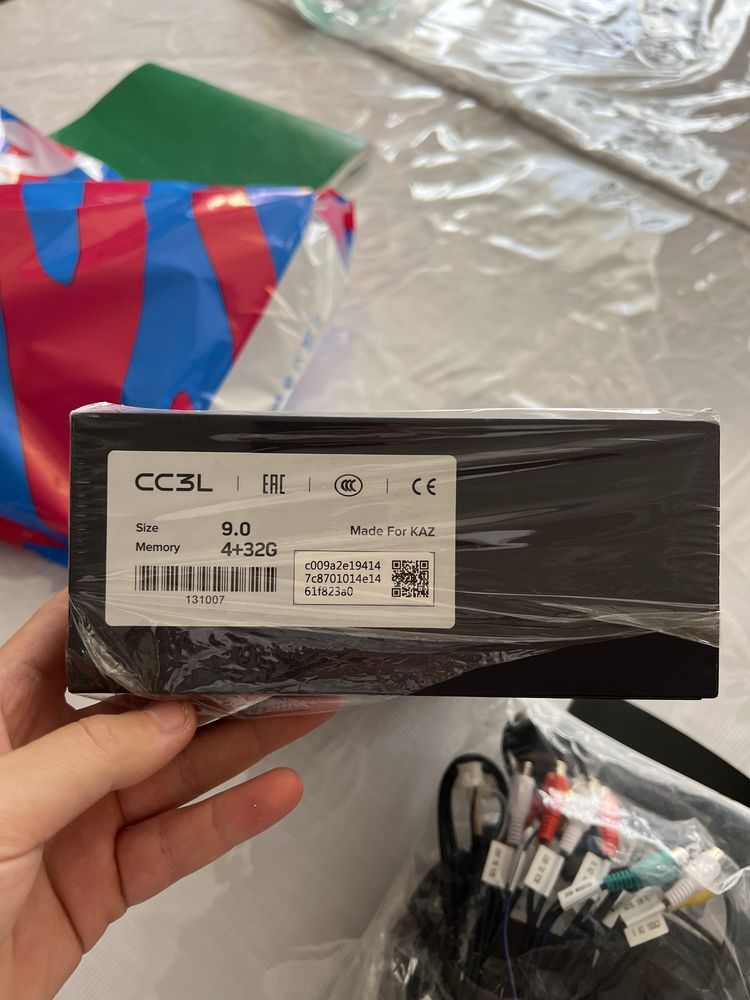 CC3L | EAC | CCC | CE
Size 9.0 Made For KAZ
Memory 4+32G
c009a2e19414
7c8701014e14
61f823a0
131007